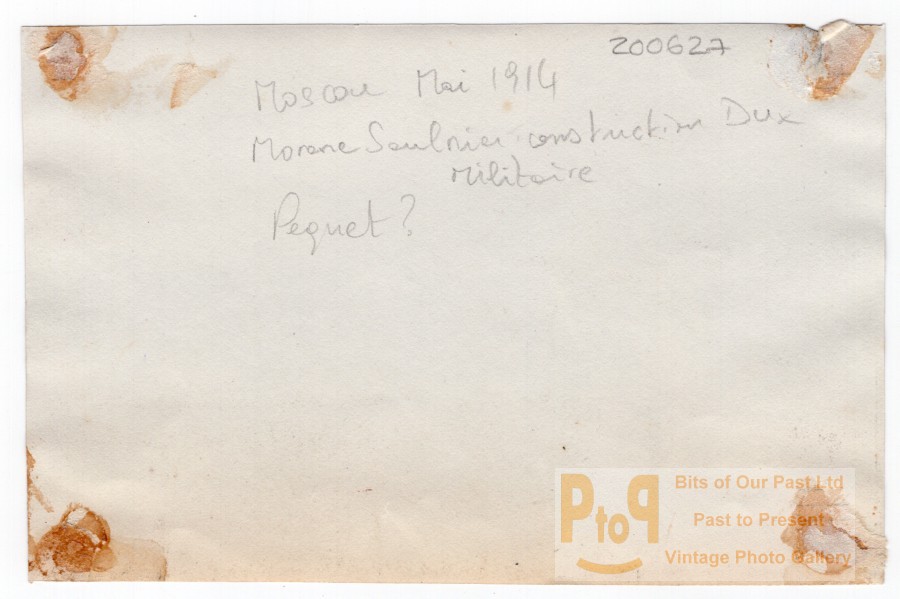 200627
Moscou Mai 1914
Morane Saulnier construction Dux
Militaire
Pequet?
PtoP
Bits of Our Past Ltd
Past to Present
Vintage Photo Gallery